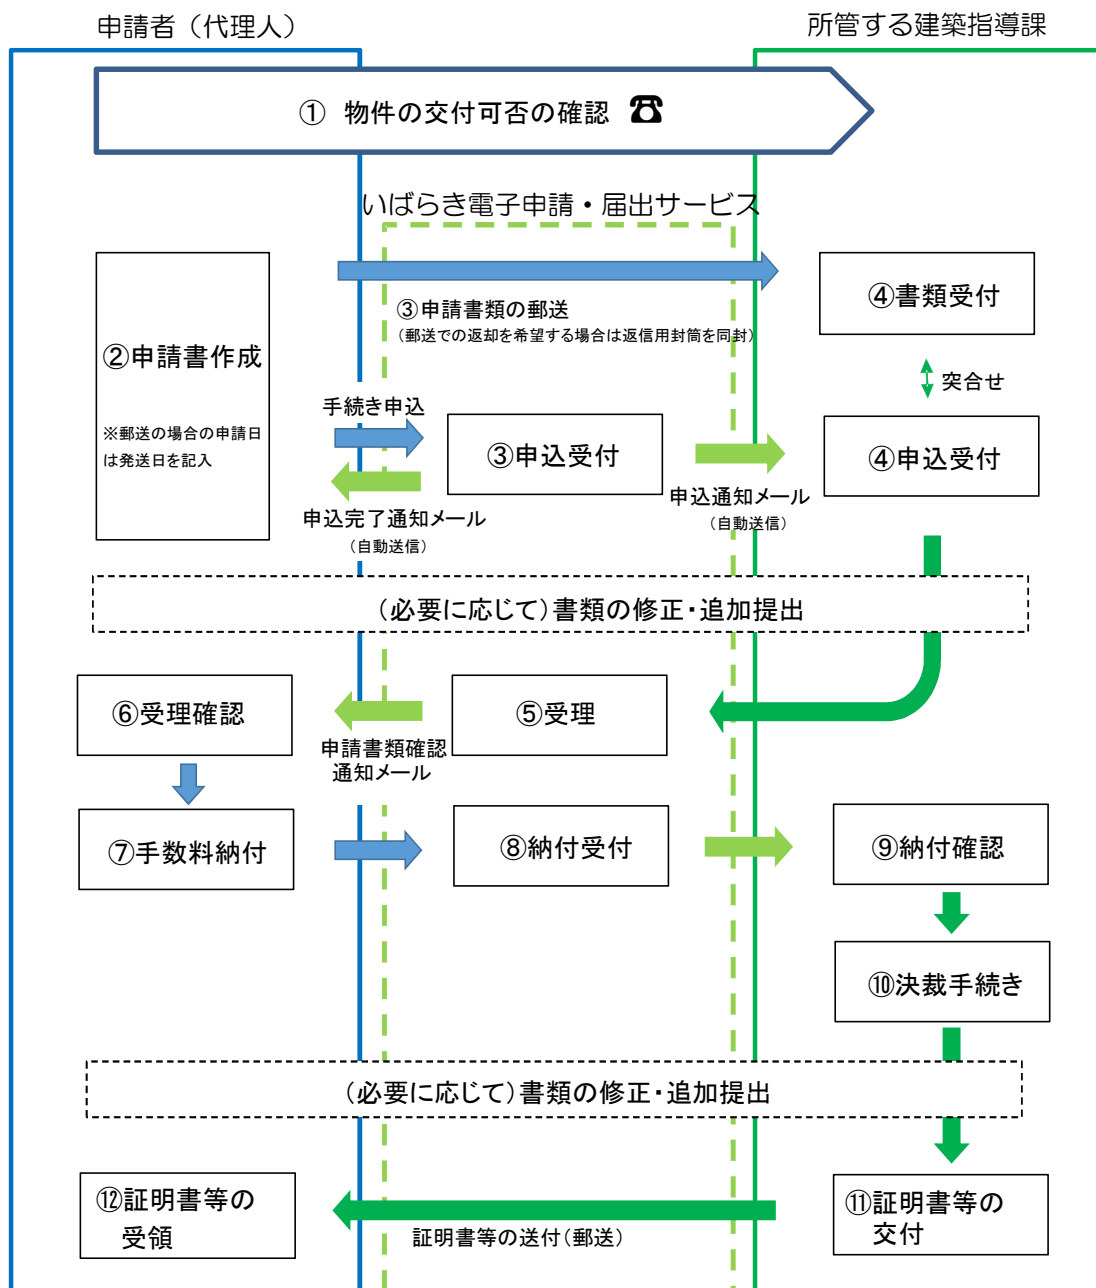 申請者（代理人）
所管する建築指導課
① 物件の交付可否の確認 ☎
いばらき電子申請・届出サービス
②申請書作成
※郵送の場合の申請日
は発送日を記入
③申請書類の郵送
（郵送での返却を希望する場合は返信用封筒を同封）
④書類受付
突合せ
手続き申込
③申込受付
④申込受付
申込完了通知メール
（自動送信）
申込通知メール
（自動送信）
（必要に応じて）書類の修正・追加提出
⑥受理確認
⑤受理
申請書類確認
通知メール
⑦手数料納付
⑧納付受付
⑨納付確認
⑩決裁手続き
（必要に応じて）書類の修正・追加提出
⑫証明書等の
受領
証明書等の送付（郵送）
⑪証明書等の
交付